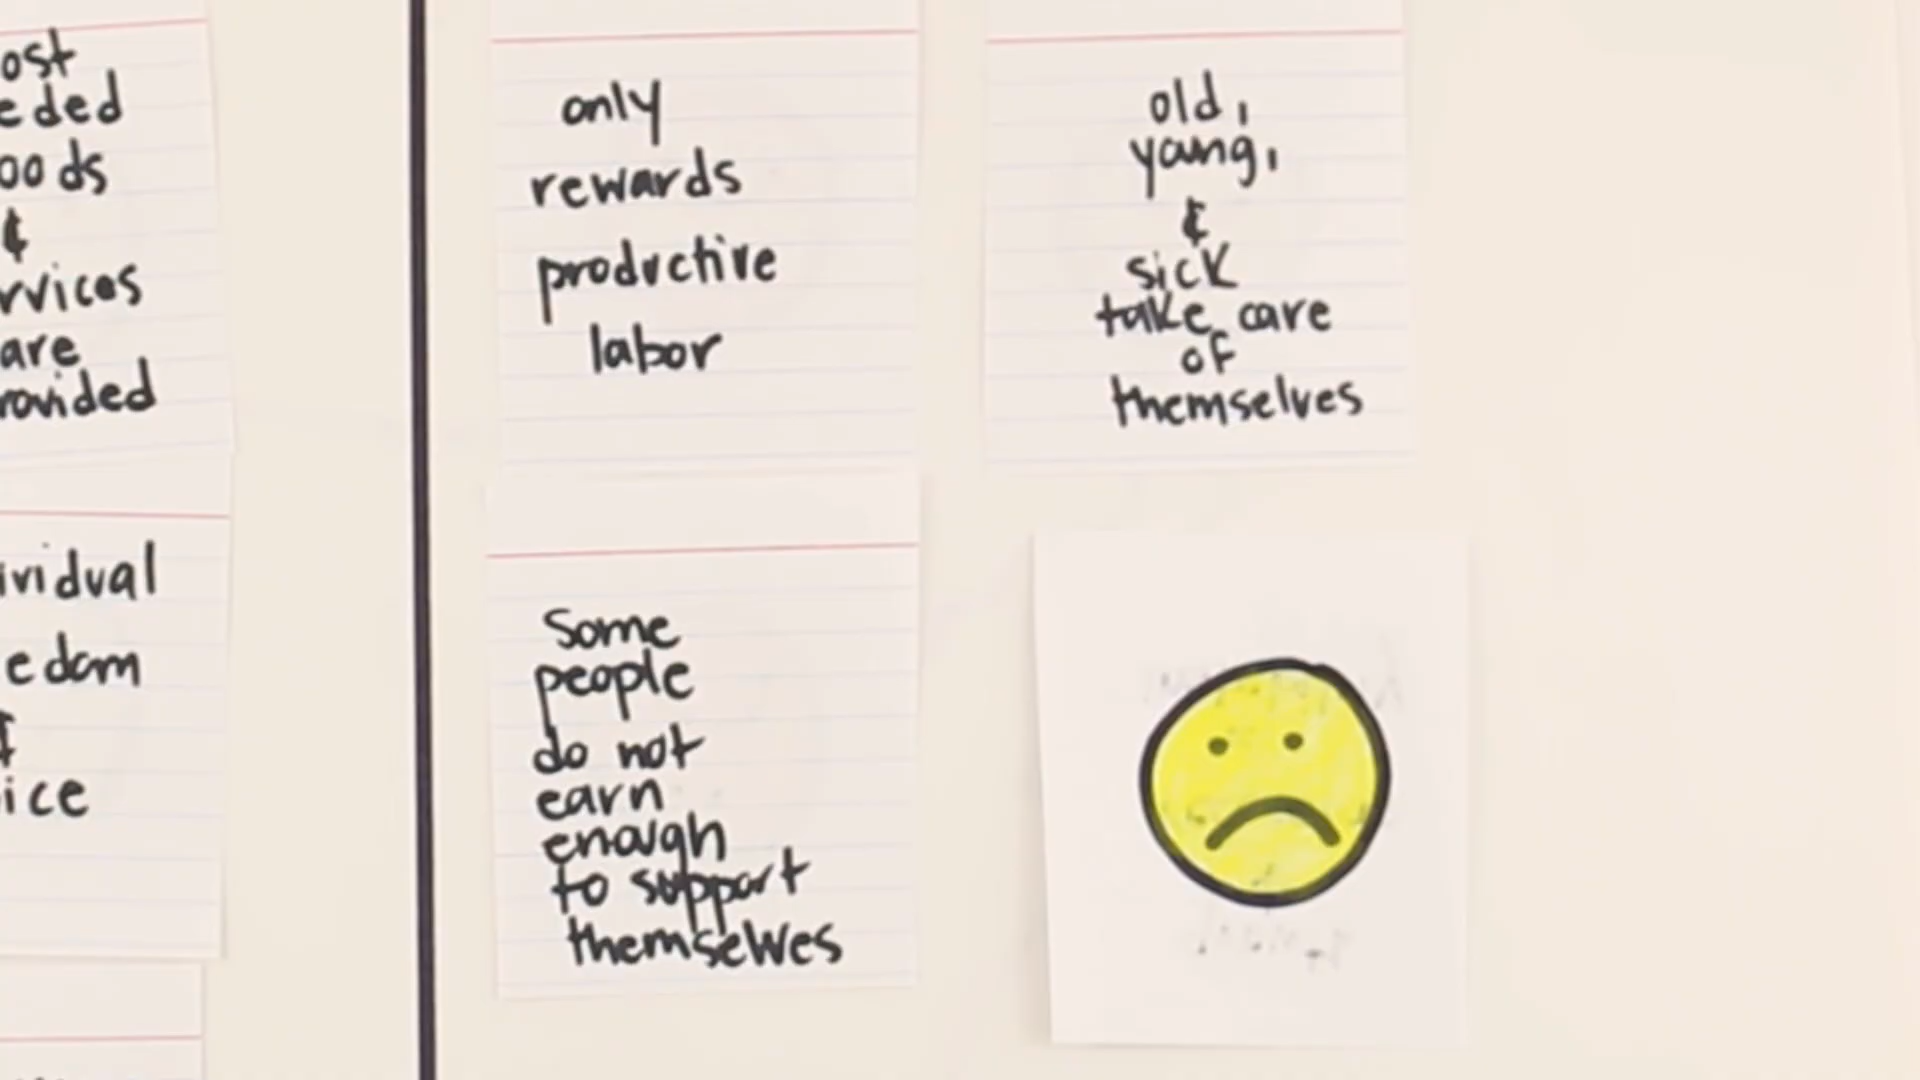 ost
eded
oods
&
rvices
are
rovided
ividual
edom
ice
only
rewards
productive
labor
old,
young,
&
sick
take care
of
themselves
Some
people
do not
earn
enough
to support
themselves